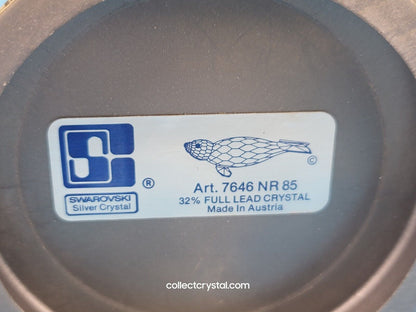 S
SWAROVSKI
Silver Crystal
®
©
Art. 7646 NR 85
32% FULL LEAD CRYSTAL
Made in Austria
collectcrystal.com